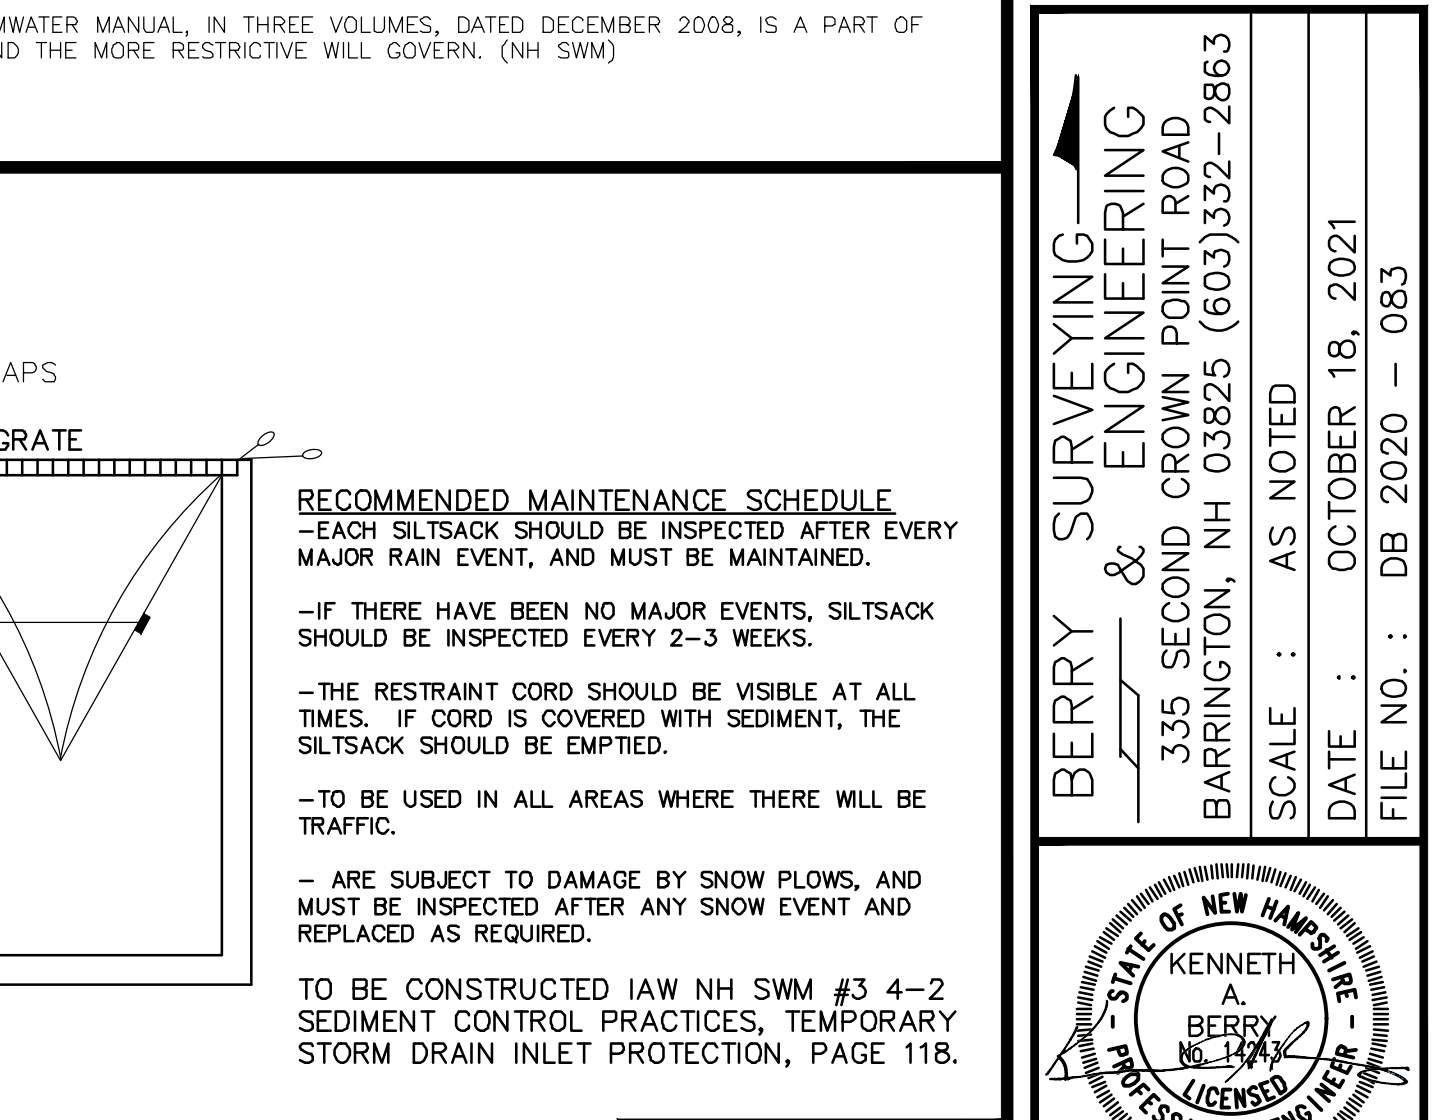 MWATER MANUAL, IN THREE VOLUMES, DATED DECEMBER 2008, IS A PART OF
ND THE MORE RESTRICTIVE WILL GOVERN. (NH SWM)
APS
GRATE
RECOMMENDED MAINTENANCE SCHEDULE
-EACH SILTSACK SHOULD BE INSPECTED AFTER EVERY
MAJOR RAIN EVENT, AND MUST BE MAINTAINED.
-IF THERE HAVE BEEN NO MAJOR EVENTS, SILTSACK
SHOULD BE INSPECTED EVERY 2-3 WEEKS.
-THE RESTRAINT CORD SHOULD BE VISIBLE AT ALL
TIMES. IF CORD IS COVERED WITH SEDIMENT, THE
SILTSACK SHOULD BE EMPTIED.
-TO BE USED IN ALL AREAS WHERE THERE WILL BE
TRAFFIC.
- ARE SUBJECT TO DAMAGE BY SNOW PLOWS, AND
MUST BE INSPECTED AFTER ANY SNOW EVENT AND
REPLACED AS REQUIRED.
TO BE CONSTRUCTED IAW NH SWM #3 4-2
SEDIMENT CONTROL PRACTICES, TEMPORARY
STORM DRAIN INLET PROTECTION, PAGE 118.
BERRY SURVEYING
& ENGINEERING
335 SECOND CROWN POINT ROAD
BARRINGTON, NH 03825 (603)332-2863
SCALE : AS NOTED
DATE : OCTOBER 18, 2021
FILE NO. : DB 2020 - 083
- STATE OF NEW HAMPSHIRE -
KENNETH
A.
BERRY
No. 14243
LICENSED